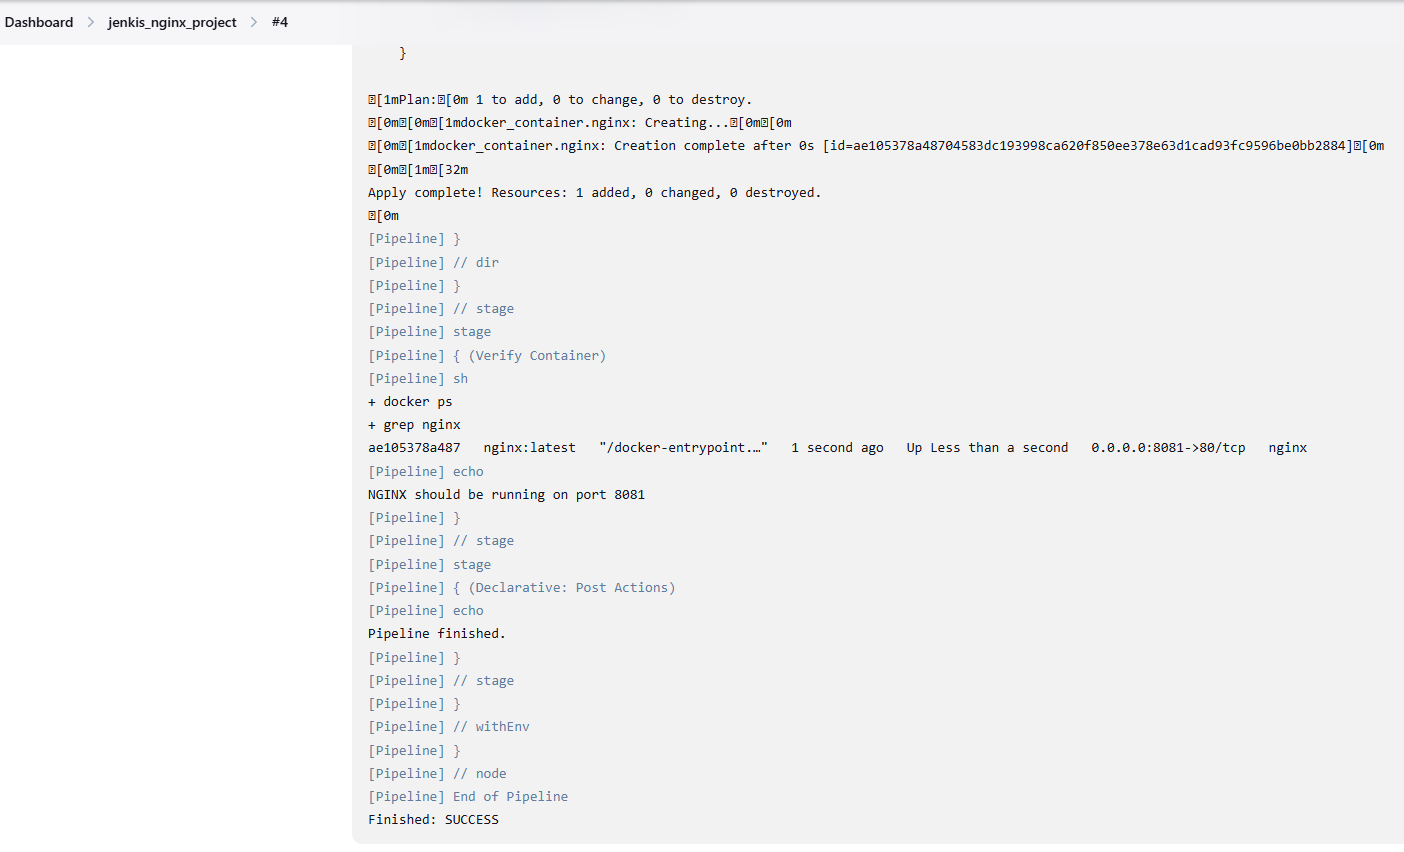 Dashboard > jenkis_nginx_project > #4
}
�[1mPlan:�[0m 1 to add, 0 to change, 0 to destroy.
�[0m�[0m�[1mdocker_container.nginx: Creating...�[0m�[0m
�[0m�[1mdocker_container.nginx: Creation complete after 0s [id=ae105378a48704583dc193998ca620f850ee378e63d1cad93fc9596be0bb2884]�[0m
�[0m�[1m�[32m
Apply complete! Resources: 1 added, 0 changed, 0 destroyed.
�[0m
[Pipeline] }
[Pipeline] // dir
[Pipeline] }
[Pipeline] // stage
[Pipeline] stage
[Pipeline] { (Verify Container)
[Pipeline] sh
+ docker ps
+ grep nginx
ae105378a487   nginx:latest   "/docker-entrypoint.…"   1 second ago   Up Less than a second   0.0.0.0:8081->80/tcp   nginx
[Pipeline] echo
NGINX should be running on port 8081
[Pipeline] }
[Pipeline] // stage
[Pipeline] stage
[Pipeline] { (Declarative: Post Actions)
[Pipeline] echo
Pipeline finished.
[Pipeline] }
[Pipeline] // stage
[Pipeline] }
[Pipeline] // withEnv
[Pipeline] }
[Pipeline] // node
[Pipeline] End of Pipeline
Finished: SUCCESS